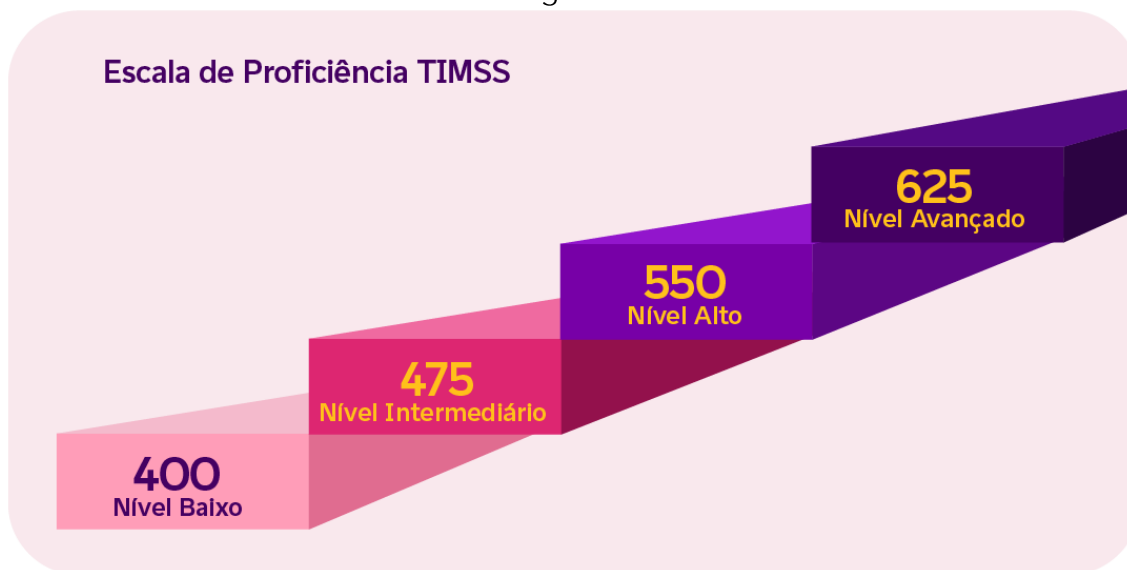 Escala de Proficiência TIMSS
625
Nível Avançado
550
Nível Alto
475
Nível Intermediário
400
Nível Baixo